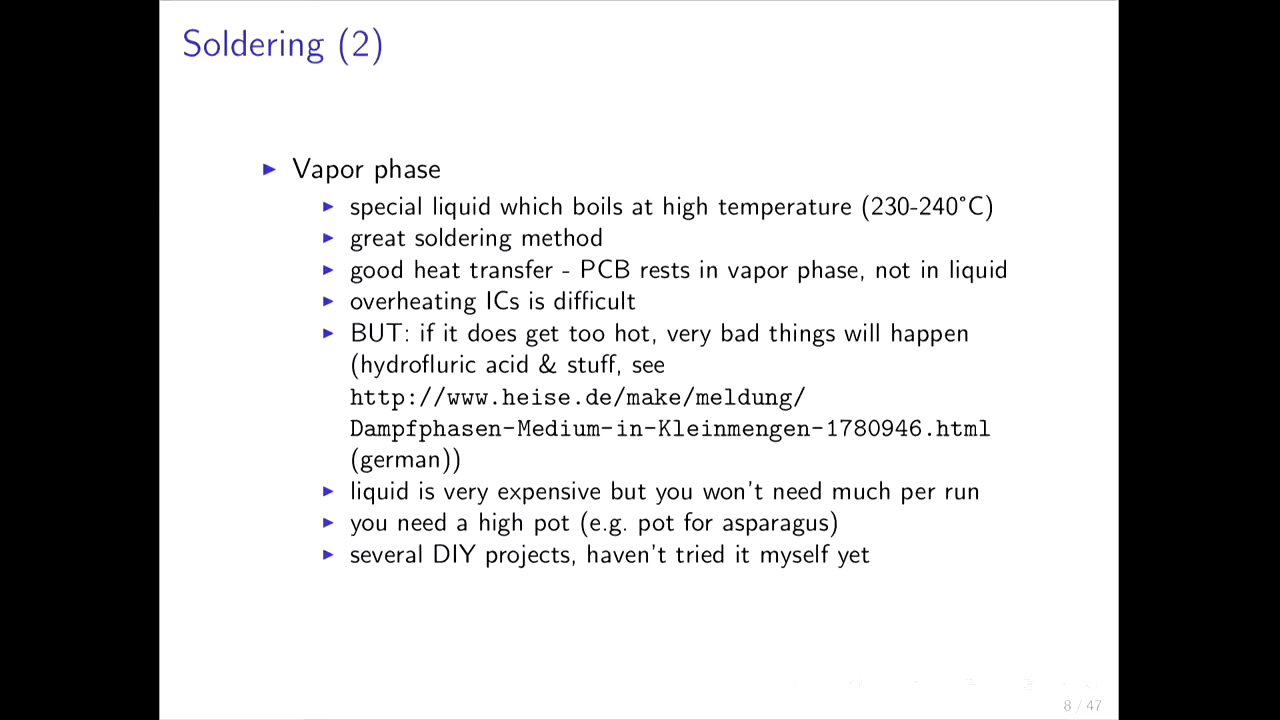 Soldering (2)
Vapor phase
special liquid which boils at high temperature (230-240°C)
great soldering method
good heat transfer - PCB rests in vapor phase, not in liquid
overheating ICs is difficult
BUT: if it does get too hot, very bad things will happen
(hydrofluric acid & stuff, see
http://www.heise.de/make/meldung/
Dampfphasen-Medium-in-Kleinmengen-1780946.html
(german))
liquid is very expensive but you won't need much per run
you need a high pot (e.g. pot for asparagus)
several DIY projects, haven't tried it myself yet
8 / 47